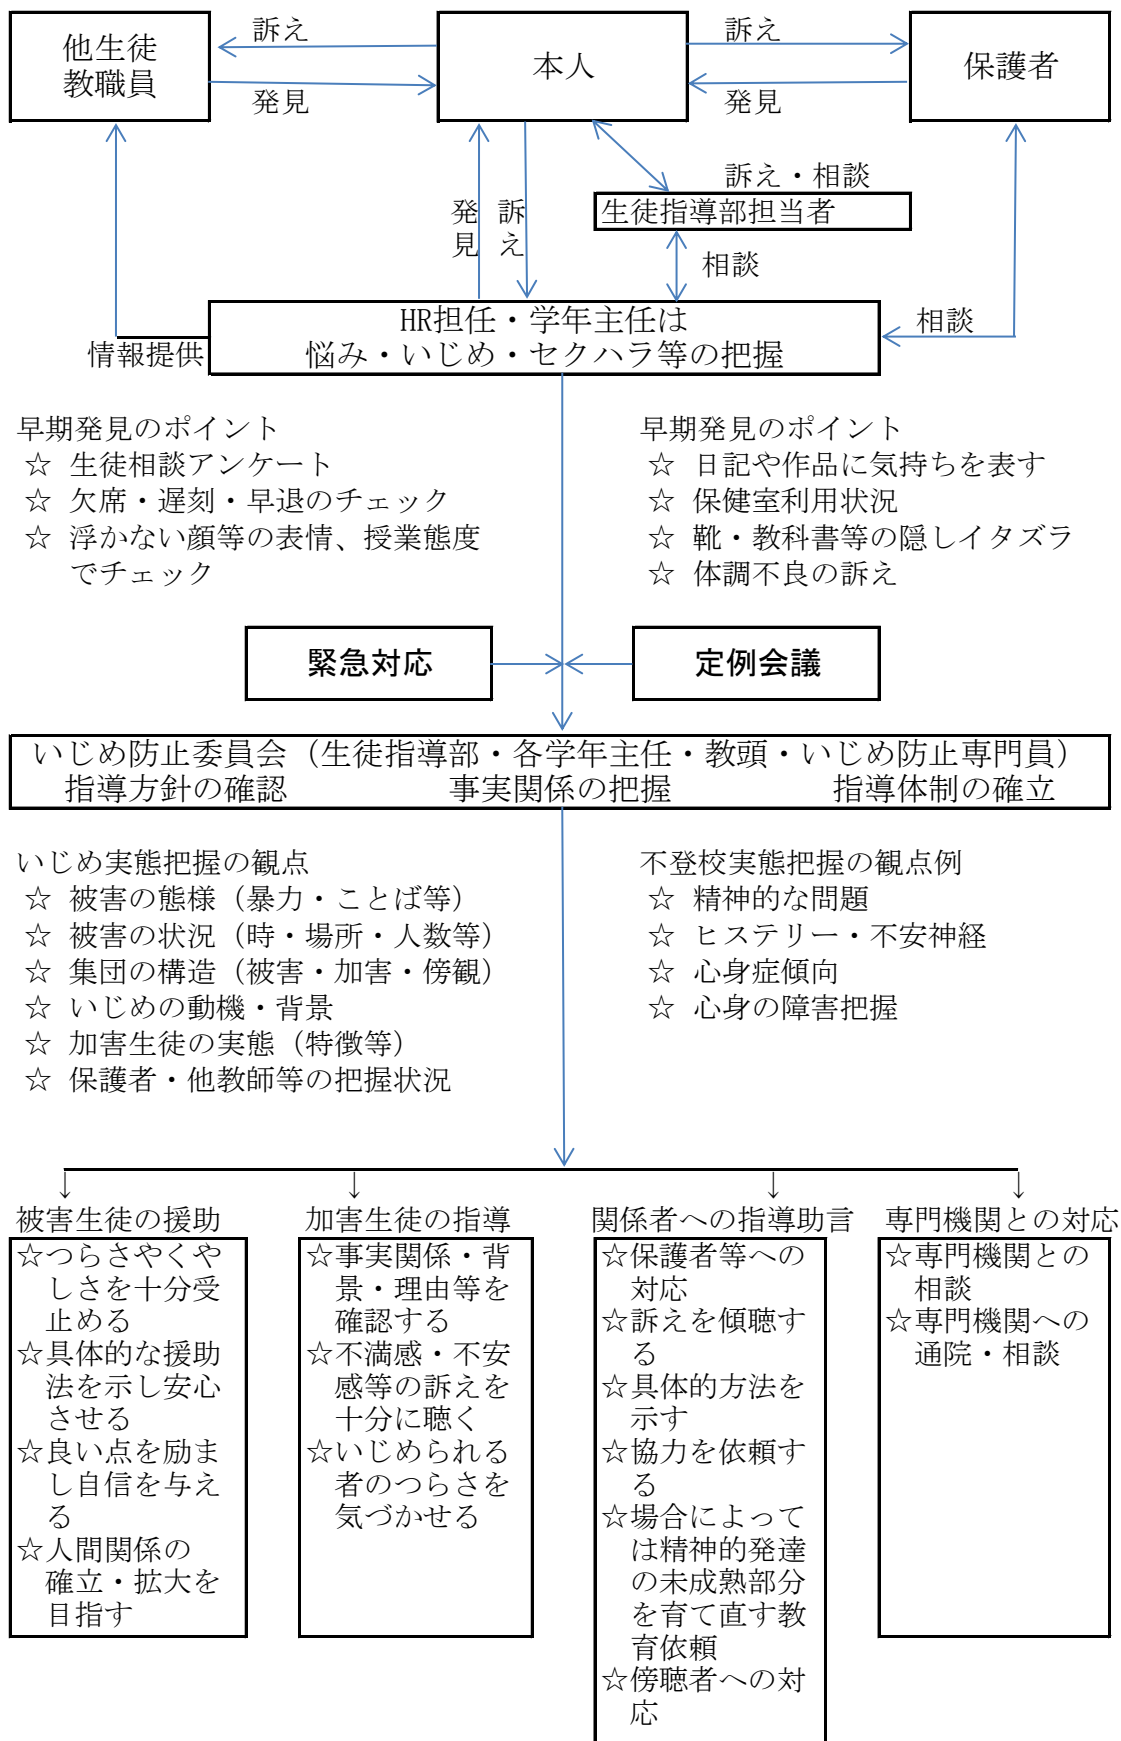 訴え
訴え
他生徒
教職員
本人
保護者
発見
発見
訴え・相談
発見
訴え
生徒指導部担当者
相談
HR担任・学年主任は
悩み・いじめ・セクハラ等の把握
相談
情報提供
早期発見のポイント
☆ 生徒相談アンケート
☆ 欠席・遅刻・早退のチェック
☆ 浮かない顔等の表情、授業態度
でチェック
早期発見のポイント
☆ 日記や作品に気持ちを表す
☆ 保健室利用状況
☆ 靴・教科書等の隠しイタズラ
☆ 体調不良の訴え
緊急対応
定例会議
いじめ防止委員会（生徒指導部・各学年主任・教頭・いじめ防止専門員）
指導方針の確認 事実関係の把握 指導体制の確立
いじめ実態把握の観点
☆ 被害の態様（暴力・ことば等）
☆ 被害の状況（時・場所・人数等）
☆ 集団の構造（被害・加害・傍観）
☆ いじめの動機・背景
☆ 加害生徒の実態（特徴等）
☆ 保護者・他教師等の把握状況
不登校実態把握の観点例
☆ 精神的な問題
☆ ヒステリー・不安神経
☆ 心身症傾向
☆ 心身の障害把握
↓ ↓ ↓ ↓
被害生徒の援助
☆つらさやくや
しさを十分受
止める
☆具体的な援助
法を示し安心
させる
☆良い点を励ま
し自信を与え
る
☆人間関係の
確立・拡大を
目指す
加害生徒の指導
☆事実関係・背
景・理由等を
確認する
☆不満感・不安
感等の訴えを
十分に聴く
☆いじめられる
者のつらさを
気づかせる
関係者への指導助言
☆保護者等への
対応
☆訴えを傾聴す
る
☆具体的方法を
示す
☆協力を依頼す
る
☆場合によって
は精神的発達
の未成熟部分
を育て直す教
育依頼
☆傍聴者への対
応
専門機関との対応
☆専門機関との
相談
☆専門機関への
通院・相談